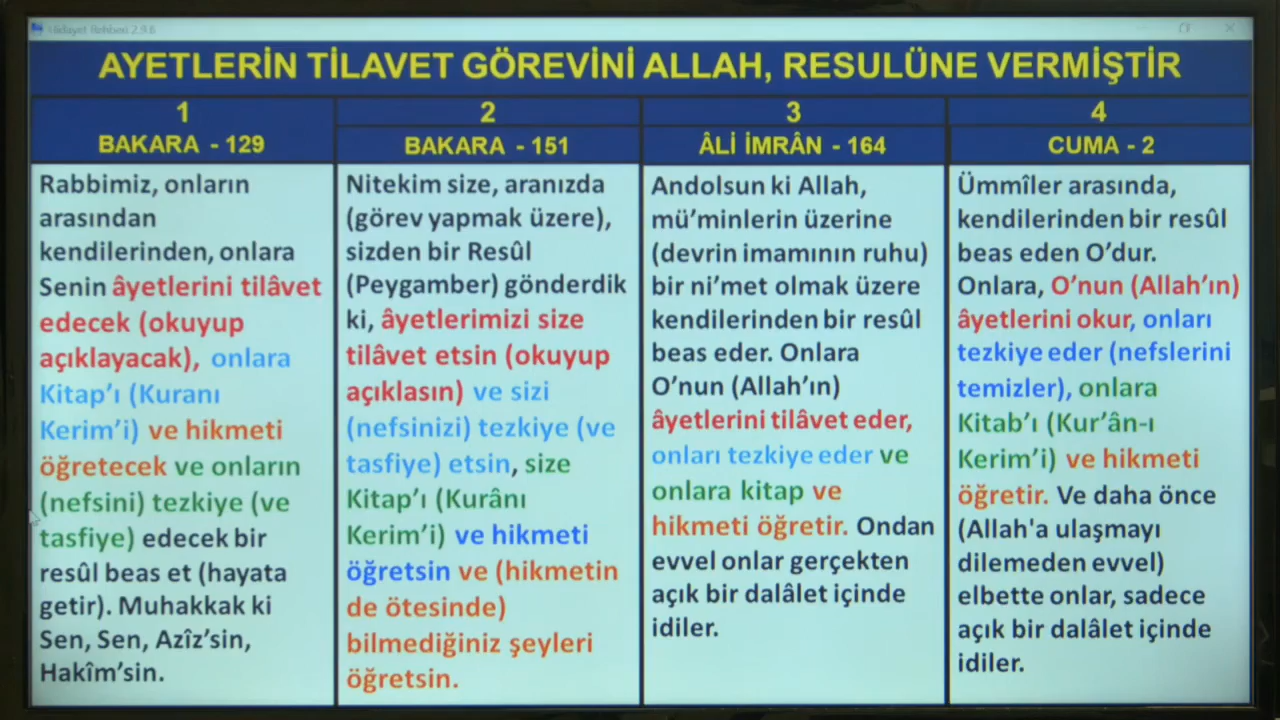 Hidayet Rehberi 2.9.6
AYETLERİN TİLAVET GÖREVİNİ ALLAH, RESULÜNE VERMİŞTİR
1
BAKARA - 129
Rabbimiz, onların
arasından
kendilerinden, onlara
Senin âyetlerini tilâvet
edecek (okuyup
açıklayacak), onlara
Kitap’ı (Kuranı
Kerim’i) ve hikmeti
öğretecek ve onların
(nefsini) tezkiye (ve
tasfiye) edecek bir
resûl beas et (hayata
getir). Muhakkak ki
Sen, Sen, Azîz’sin,
Hakîm’sin.
2
BAKARA - 151
Nitekim size, aranızda
(görev yapmak üzere),
sizden bir Resûl
(Peygamber) gönderdik
ki, âyetlerimizi size
tilâvet etsin (okuyup
açıklasın) ve sizi
(nefsinizi) tezkiye (ve
tasfiye) etsin, size
Kitap’ı (Kurânı
Kerim’i) ve hikmeti
öğretsin ve (hikmetin
de ötesinde)
bilmediğiniz şeyleri
öğretsin.
3
ÂLİ İMRÂN - 164
Andolsun ki Allah,
mü’minlerin üzerine
(devrin imamının ruhu)
bir ni’met olmak üzere
kendilerinden bir resûl
beas eder. Onlara
O’nun (Allah’ın)
âyetlerini tilâvet eder,
onları tezkiye eder ve
onlara kitap ve
hikmeti öğretir. Ondan
evvel onlar gerçekten
açık bir dalâlet içinde
idiler.
4
CUMA - 2
Ümmîler arasında,
kendilerinden bir resûl
beas eden O’dur.
Onlara, O’nun (Allah’ın)
âyetlerini okur, onları
tezkiye eder (nefslerini
temizler), onlara
Kitab’ı (Kur’ân-ı
Kerim’i) ve hikmeti
öğretir. Ve daha önce
(Allah'a ulaşmayı
dilemeden evvel)
elbette onlar, sadece
açık bir dalâlet içinde
idiler.